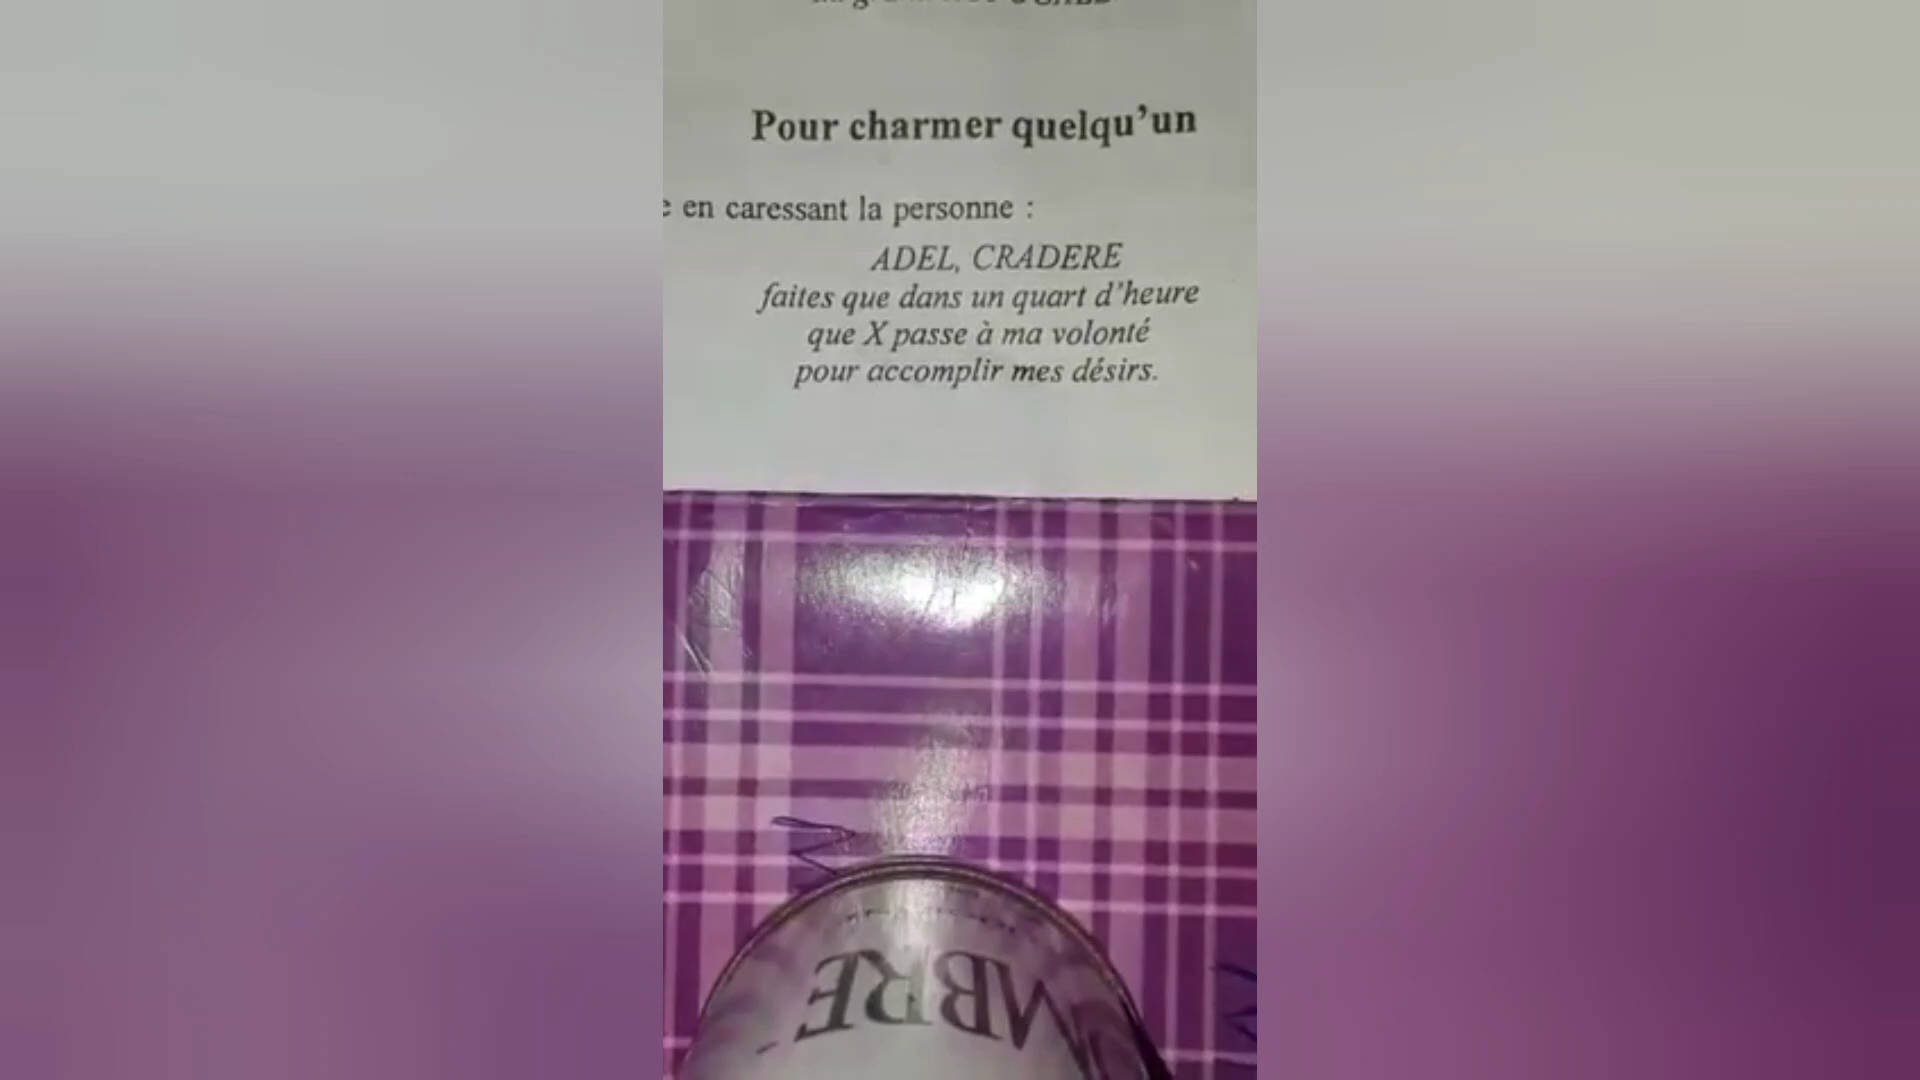 Pour charmer quelqu'un
en caressant la personne :
ADEL, CRADERE
faites que dans un quart d'heure
que X passe à ma volonté
pour accomplir mes désirs.